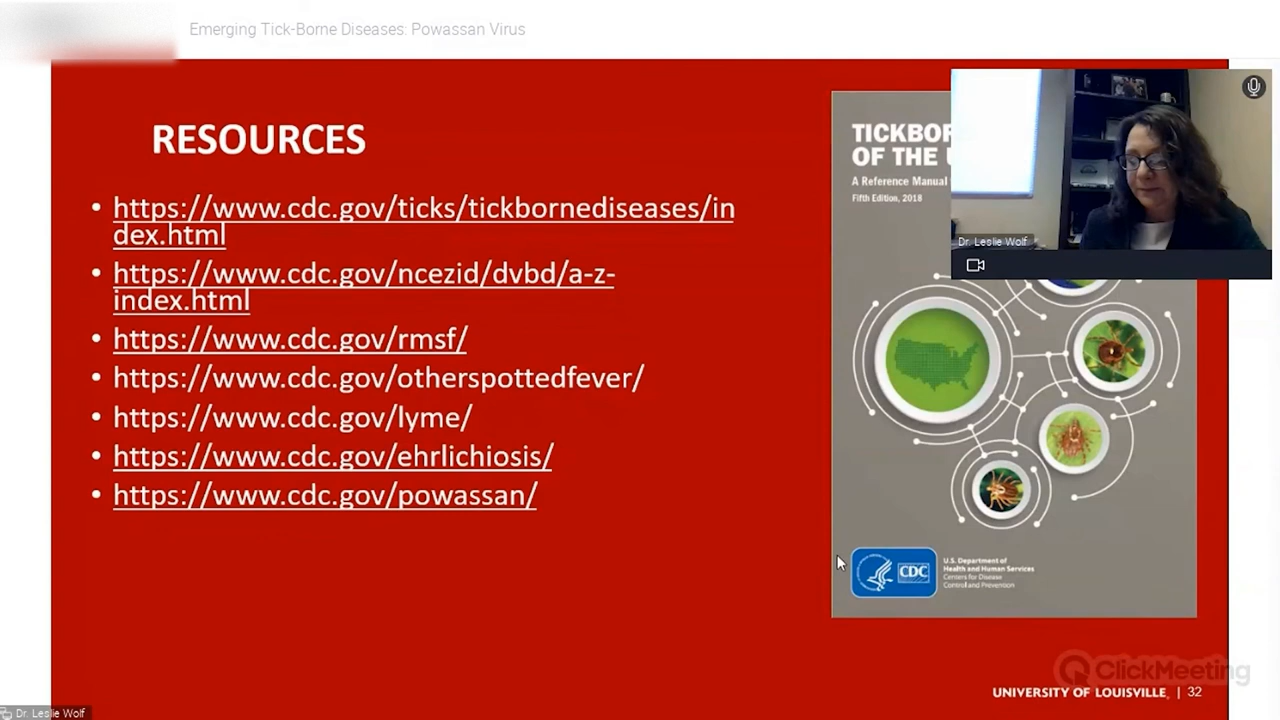 Emerging Tick-Borne Diseases: Powassan Virus
RESOURCES
• https://www.cdc.gov/ticks/tickbornediseases/in
dex.html
• https://www.cdc.gov/ncezid/dvbd/a-z-
index.html
• https://www.cdc.gov/rmsf/
• https://www.cdc.gov/otherspottedfever/
• https://www.cdc.gov/lyme/
• https://www.cdc.gov/ehrlichiosis/
• https://www.cdc.gov/powassan/
TICKBOR
OF THE
A Reference Manual
Fifth Edition, 2018
Dr. Leslie Wolf
CDC
U.S. Department of
Health and Human Services
Centers for Disease
Control and Prevention
ClickMeeting
UNIVERSITY OF LOUISVILLE. | 32
Dr. Leslie Wolf